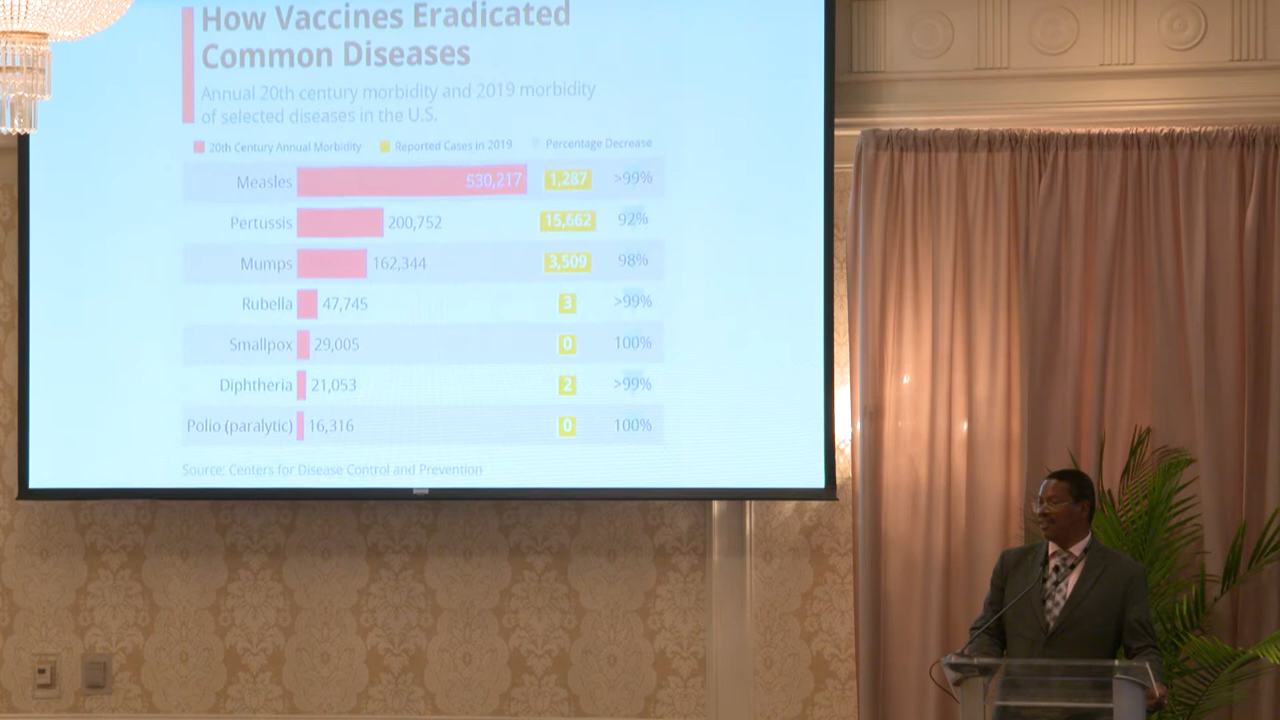 How Vaccines Eradicated
Common Diseases
Annual 20th century morbidity and 2019 morbidity
of selected diseases in the U.S.
20th Century Annual Morbidity Reported Cases in 2019 Percentage Decrease
Measles 530,217 1,287 >99%
Pertussis 200,752 15,662 92%
Mumps 162,344 3,509 98%
Rubella 47,745 3 >99%
Smallpox 29,005 0 100%
Diphtheria 21,053 2 >99%
Polio (paralytic) 16,316 0 100%
Source: Centers for Disease Control and Prevention